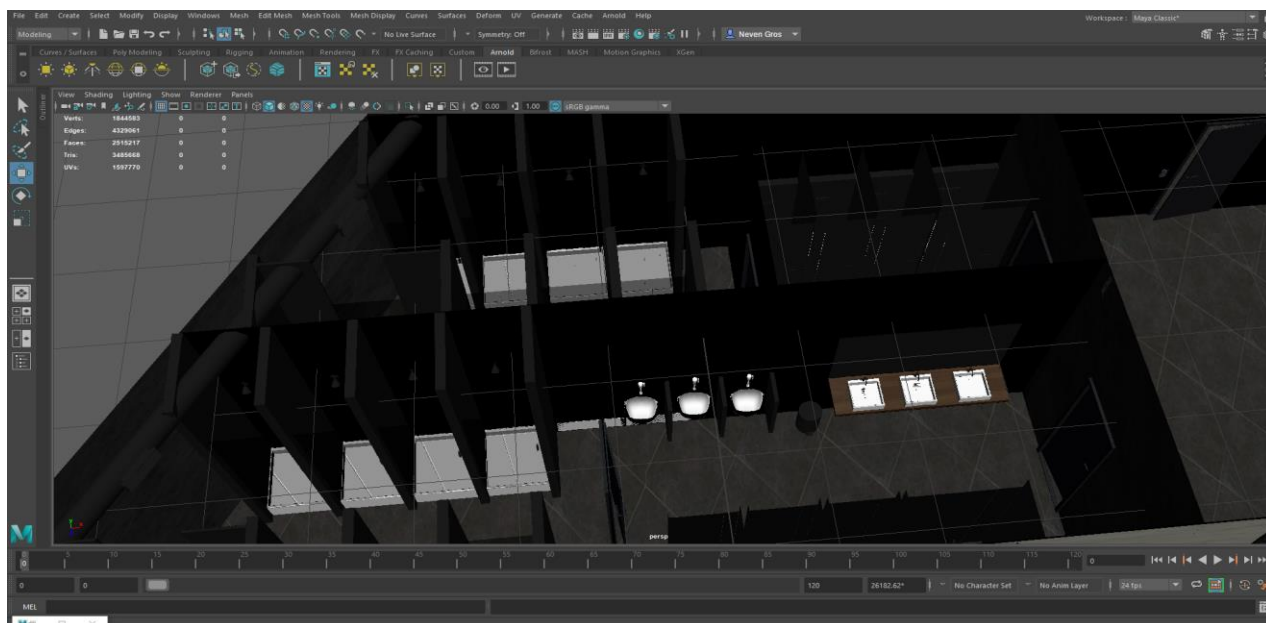 File Edit Create Select Modify Display Windows Mesh Edit Mesh Mesh Tools Mesh Display Curves Surfaces Deform UV Generate Cache Arnold Help Workspace : Maya Classic*
Modeling No Live Surface Symmetry: Off Neven Gros
Curves / Surfaces Poly Modeling Sculpting Rigging Animation Rendering FX FX Caching Custom Arnold Bifrost MASH Motion Graphics XGen
View Shading Lighting Show Renderer Panels
0.00 1.00 sRGB gamma
Outliner
Verts: 1844583 0 0
Edges: 4329061 0 0
Faces: 2515217 0 0
Tris: 3485668 0 0
UVs: 1597770 0 0
persp
0 5 10 15 20 25 30 35 40 45 50 55 60 65 70 75 80 85 90 95 100 105 110 115 120 0
0 0 120 26182.62* No Character Set No Anim Layer 24 fps
MEL